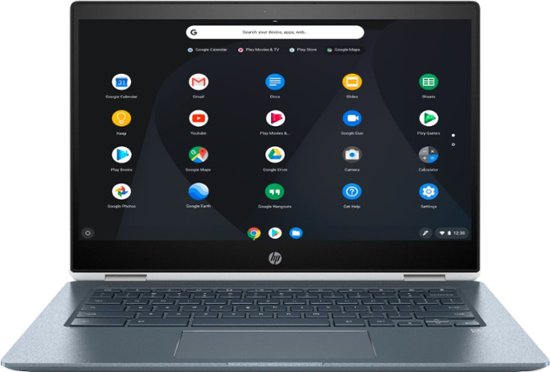 G Search your device, apps, web...
Google Calendar Play Movies & TV Play Store Google Maps
31
Google Calendar Gmail Docs Slides Sheets
Keep Youtube Play Movies &... Google Duo Play Games
Play Books Google Maps Google Drive Camera Calculator
Google Photos Google Earth Google Hangouts Get Help Settings
12:30
hp